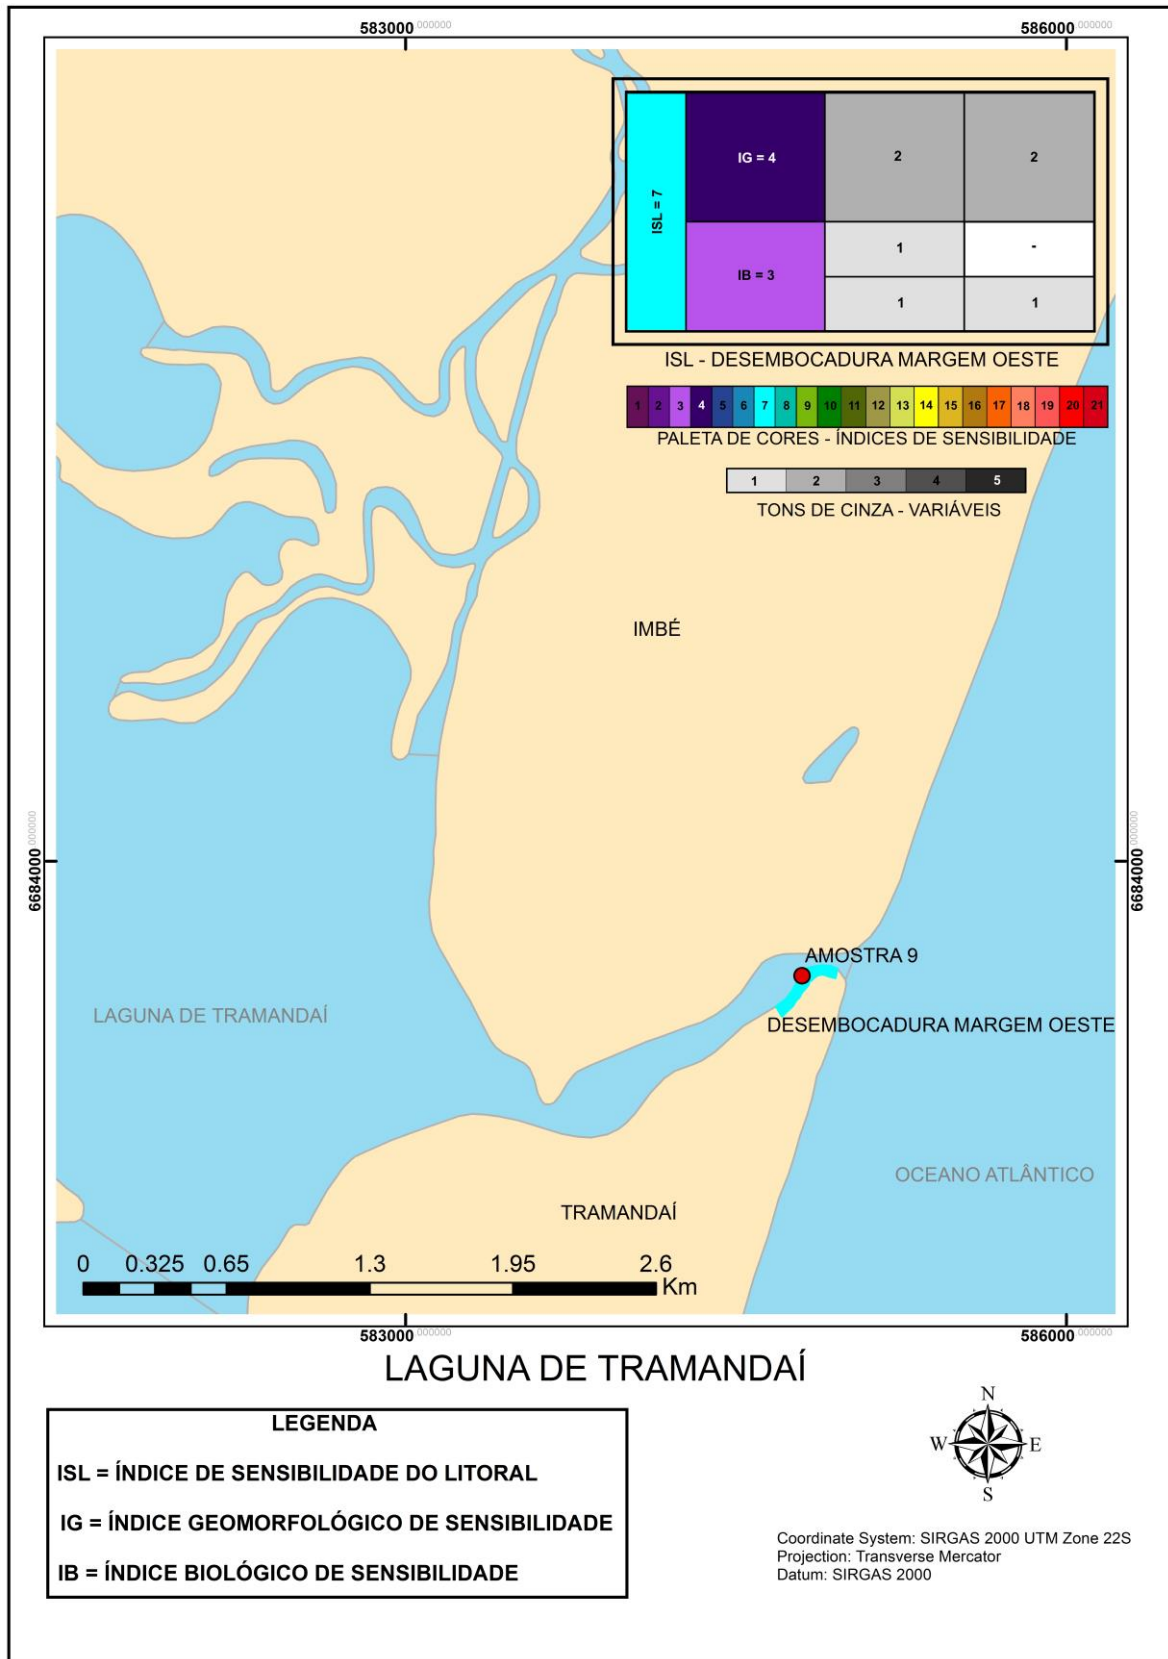 583000 000000 586000 000000
ISL = 7
IG = 4 2 2
1 -
IB = 3
1 1
ISL - DESEMBOCADURA MARGEM OESTE
1 2 3 4 5 6 7 8 9 10 11 12 13 14 15 16 17 18 19 20 21
PALETA DE CORES - ÍNDICES DE SENSIBILIDADE
1 2 3 4 5
TONS DE CINZA - VARIÁVEIS
IMBÉ
6684000 000000 6684000 000000
AMOSTRA 9
LAGUNA DE TRAMANDAÍ
DESEMBOCADURA MARGEM OESTE
OCEANO ATLÂNTICO
TRAMANDAÍ
0 0.325 0.65 1.3 1.95 2.6
Km
583000 000000 586000 000000
LAGUNA DE TRAMANDAÍ
LEGENDA
ISL = ÍNDICE DE SENSIBILIDADE DO LITORAL
IG = ÍNDICE GEOMORFOLÓGICO DE SENSIBILIDADE
IB = ÍNDICE BIOLÓGICO DE SENSIBILIDADE
N
W E
S
Coordinate System: SIRGAS 2000 UTM Zone 22S
Projection: Transverse Mercator
Datum: SIRGAS 2000